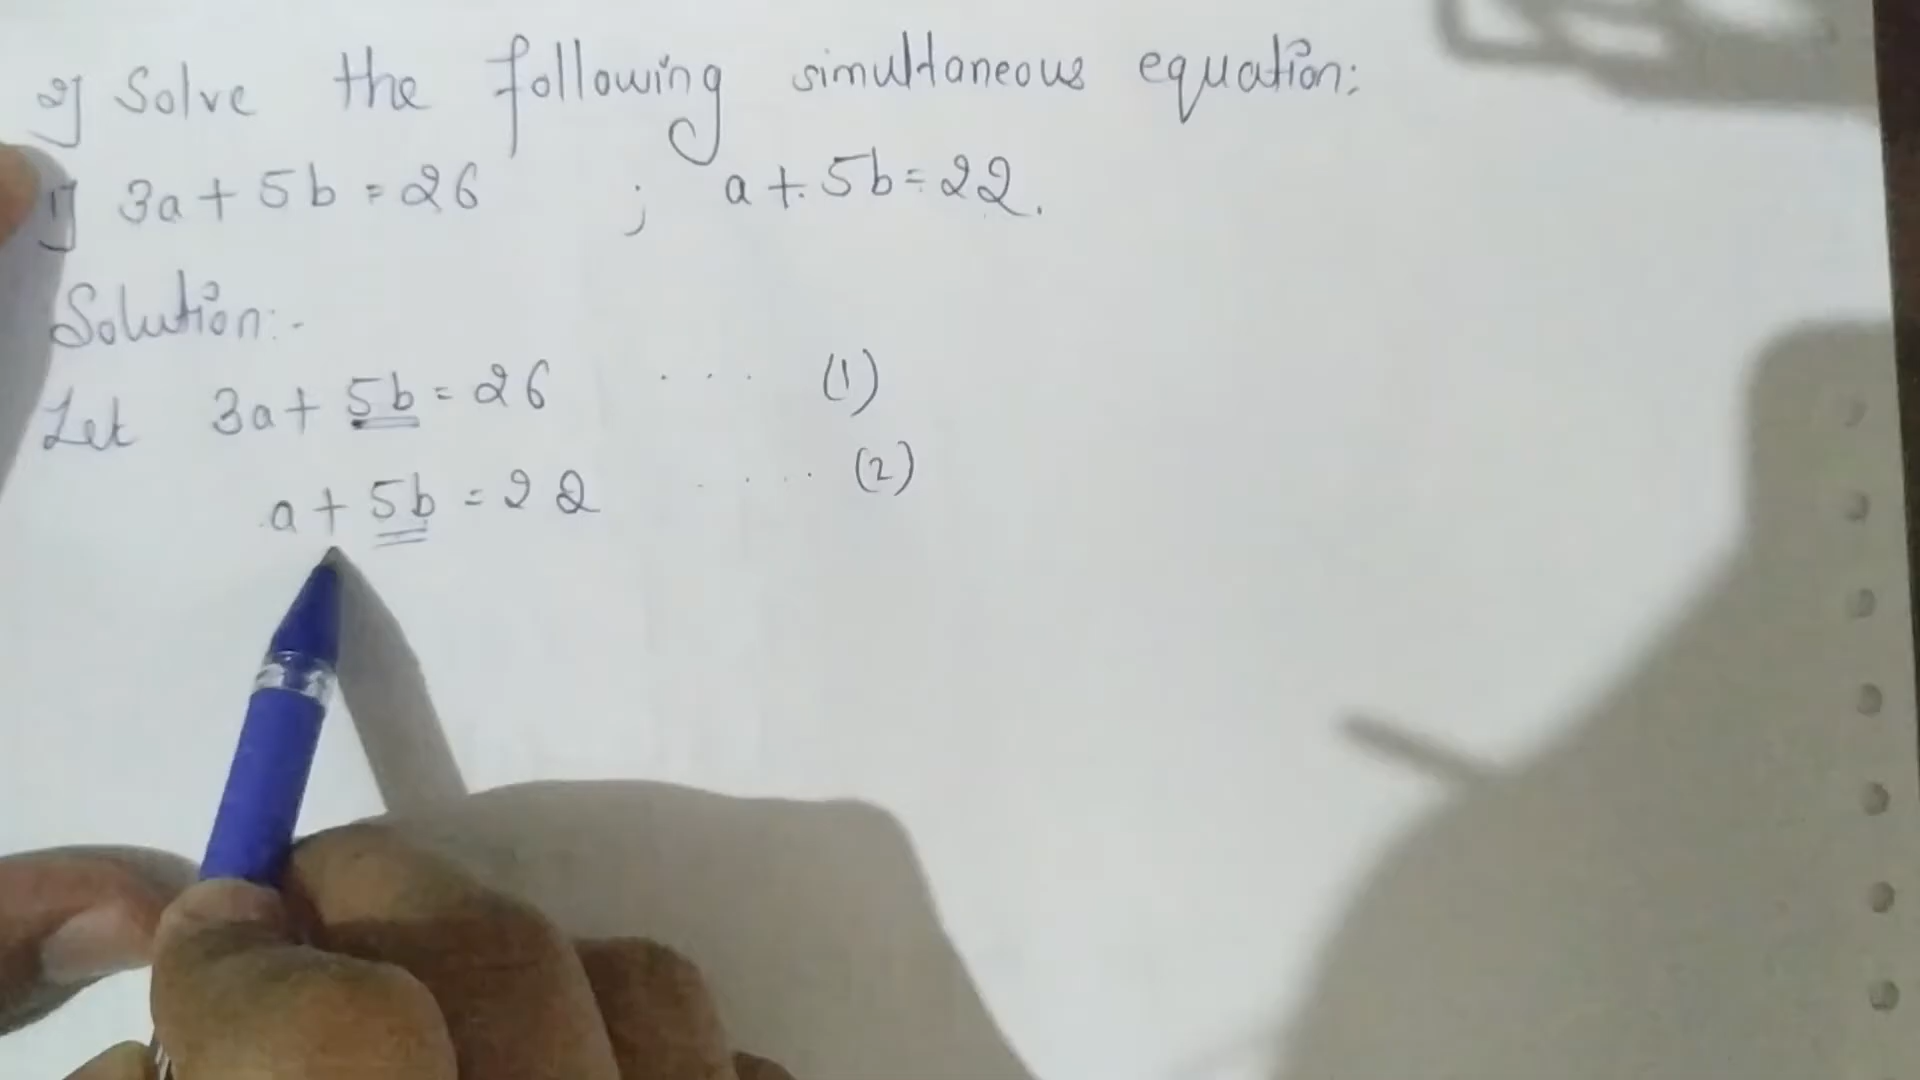 2] Solve the following simultaneous equation:
1] 3a + 5b = 26 ; a + 5b = 22.
Solution:-
Let 3a + 5b = 26 ... (1)
a + 5b = 22 .... (2)